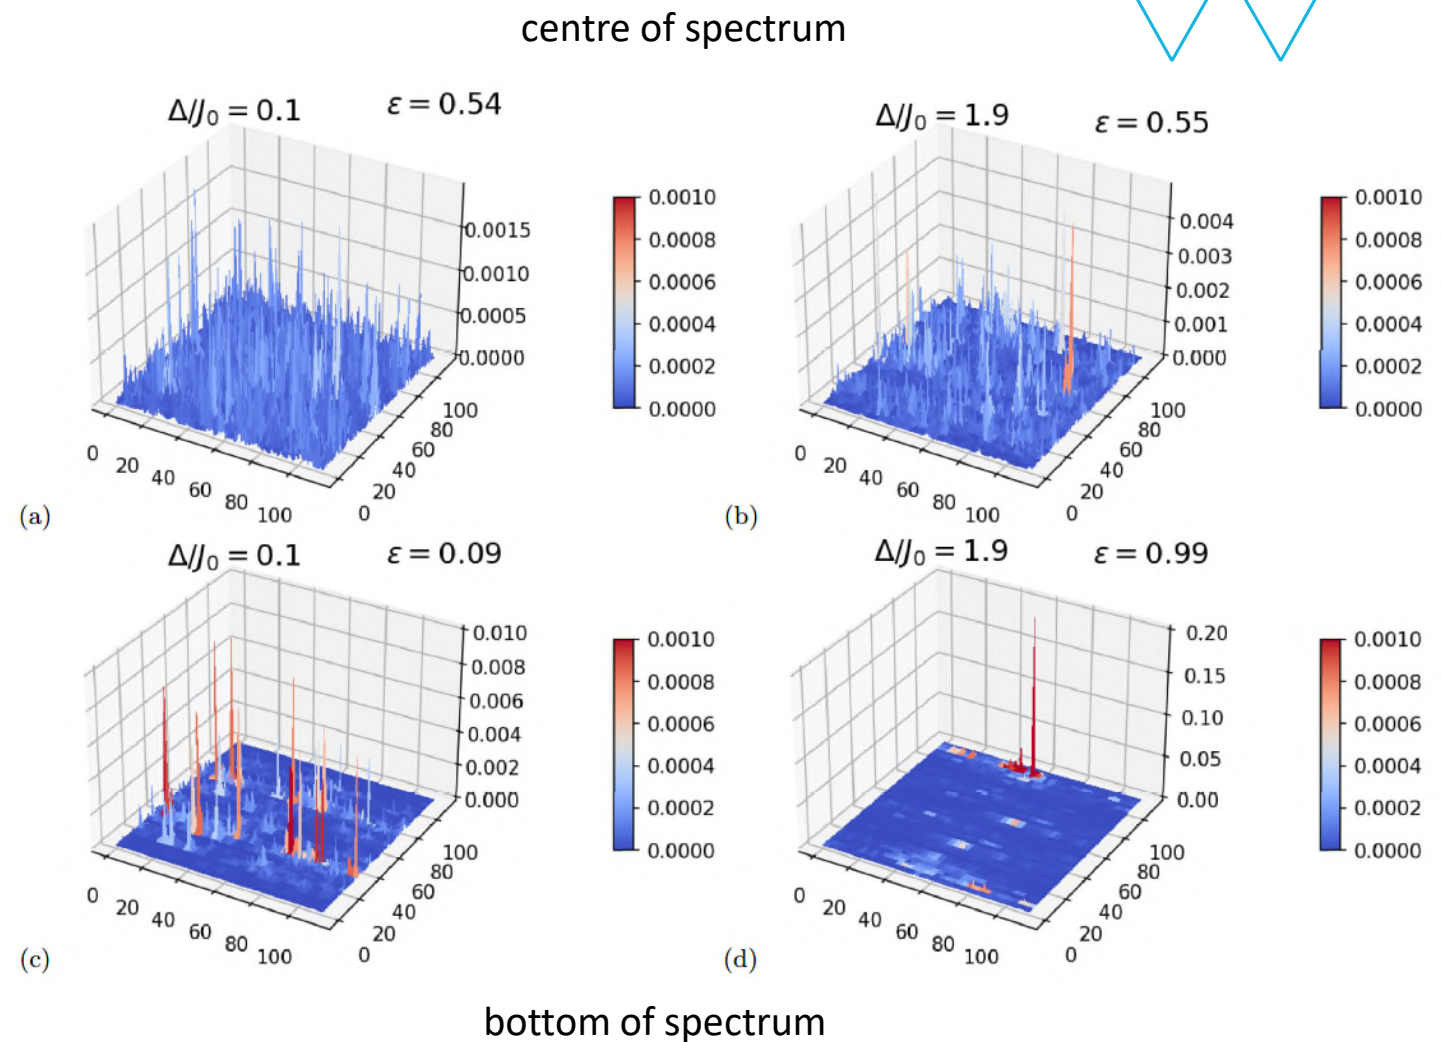 centre of spectrum
Δ/J₀ = 0.1 ε = 0.54
0.0015
0.0010
0.0005
0.0000
0 20 40 60 80 100
0 20 40 60 80 100
0.0010
0.0008
0.0006
0.0004
0.0002
0.0000
(a)
Δ/J₀ = 1.9 ε = 0.55
0.004
0.003
0.002
0.001
0.000
0 20 40 60 80 100
0 20 40 60 80 100
0.0010
0.0008
0.0006
0.0004
0.0002
0.0000
(b)
Δ/J₀ = 0.1 ε = 0.09
0.010
0.008
0.006
0.004
0.002
0.000
0 20 40 60 80 100
0 20 40 60 80 100
0.0010
0.0008
0.0006
0.0004
0.0002
0.0000
(c)
Δ/J₀ = 1.9 ε = 0.99
0.20
0.15
0.10
0.05
0.00
0 20 40 60 80 100
0 20 40 60 80 100
0.0010
0.0008
0.0006
0.0004
0.0002
0.0000
(d)
bottom of spectrum